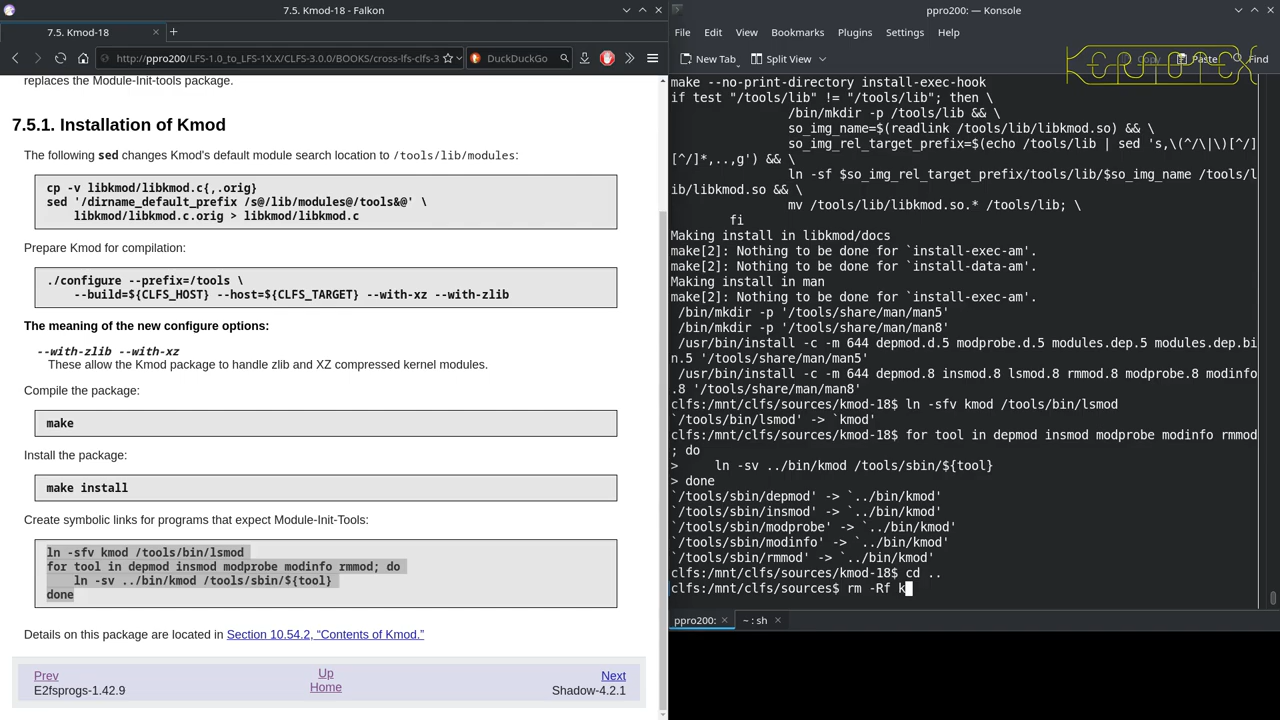 7.5. Kmod-18 – Falkon
7.5. Kmod-18
http://ppro200/LFS-1.0_to_LFS-1X.X/CLFS-3.0.0/BOOKS/cross-lfs-clfs-3
DuckDuckGo
replaces the Module-Init-tools package.
7.5.1. Installation of Kmod
The following sed changes Kmod's default module search location to /tools/lib/modules:
cp -v libkmod/libkmod.c{,.orig}
sed '/dirname_default_prefix /s@/lib/modules@/tools&@' \
libkmod/libkmod.c.orig > libkmod/libkmod.c
Prepare Kmod for compilation:
./configure --prefix=/tools \
--build=${CLFS_HOST} --host=${CLFS_TARGET} --with-xz --with-zlib
The meaning of the new configure options:
--with-zlib --with-xz
These allow the Kmod package to handle zlib and XZ compressed kernel modules.
Compile the package:
make
Install the package:
make install
Create symbolic links for programs that expect Module-Init-Tools:
ln -sfv kmod /tools/bin/lsmod
for tool in depmod insmod modprobe modinfo rmmod; do
ln -sv ../bin/kmod /tools/sbin/${tool}
done
Details on this package are located in Section 10.54.2, “Contents of Kmod.”
Prev
Up
Next
E2fsprogs-1.42.9
Home
Shadow-4.2.1
ppro200: — Konsole
File Edit View Bookmarks Plugins Settings Help
New Tab Split View Copy Paste Find
make --no-print-directory install-exec-hook
if test "/tools/lib" != "/tools/lib"; then \
/bin/mkdir -p /tools/lib && \
so_img_name=$(readlink /tools/lib/libkmod.so) && \
so_img_rel_target_prefix=$(echo /tools/lib | sed 's,\(^/\|\)[^/]
[^/]*,..,g') && \
ln -sf $so_img_rel_target_prefix/tools/lib/$so_img_name /tools/l
ib/libkmod.so && \
mv /tools/lib/libkmod.so.* /tools/lib; \
fi
Making install in libkmod/docs
make[2]: Nothing to be done for `install-exec-am'.
make[2]: Nothing to be done for `install-data-am'.
Making install in man
make[2]: Nothing to be done for `install-exec-am'.
/bin/mkdir -p '/tools/share/man/man5'
/bin/mkdir -p '/tools/share/man/man8'
/usr/bin/install -c -m 644 depmod.d.5 modprobe.d.5 modules.dep.5 modules.dep.bi
n.5 '/tools/share/man/man5'
/usr/bin/install -c -m 644 depmod.8 insmod.8 lsmod.8 rmmod.8 modprobe.8 modinfo
.8 '/tools/share/man/man8'
clfs:/mnt/clfs/sources/kmod-18$ ln -sfv kmod /tools/bin/lsmod
`/tools/bin/lsmod' -> `kmod'
clfs:/mnt/clfs/sources/kmod-18$ for tool in depmod insmod modprobe modinfo rmmod
; do
> ln -sv ../bin/kmod /tools/sbin/${tool}
> done
`/tools/sbin/depmod' -> `../bin/kmod'
`/tools/sbin/insmod' -> `../bin/kmod'
`/tools/sbin/modprobe' -> `../bin/kmod'
`/tools/sbin/modinfo' -> `../bin/kmod'
`/tools/sbin/rmmod' -> `../bin/kmod'
clfs:/mnt/clfs/sources/kmod-18$ cd ..
clfs:/mnt/clfs/sources$ rm -Rf k
ppro200:
~ : sh